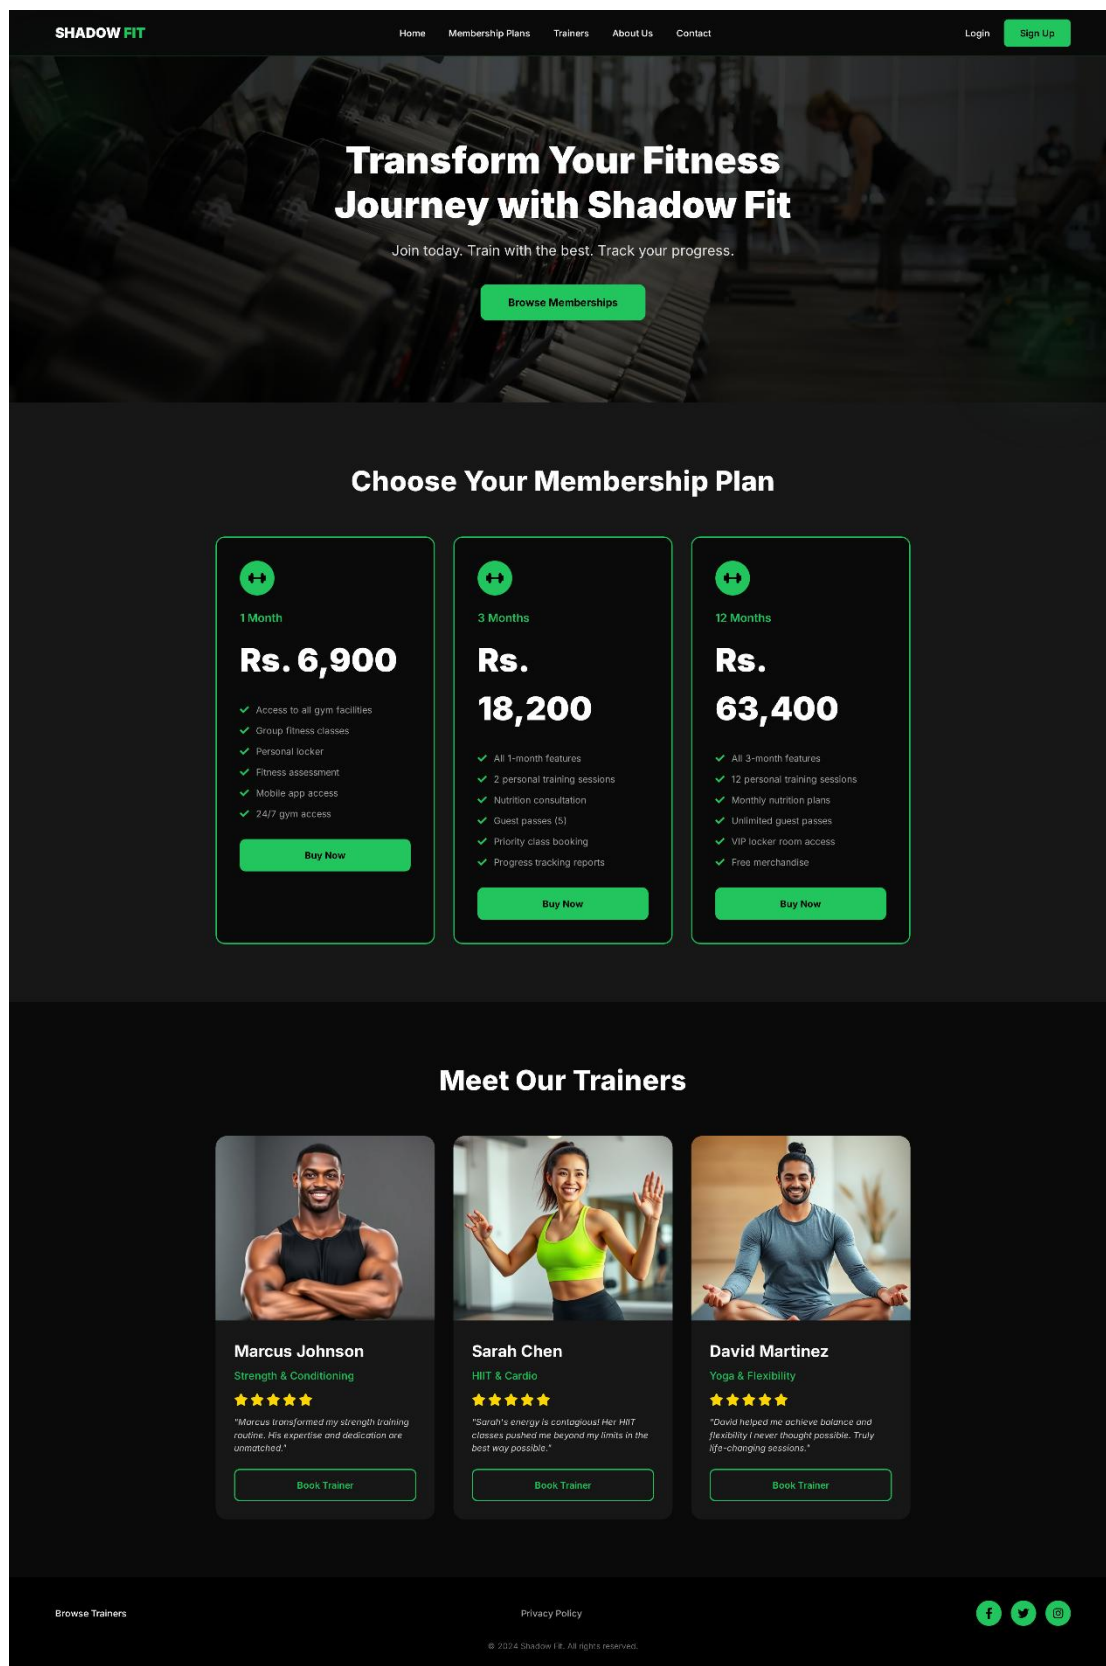 SHADOW FIT
Home
Membership Plans
Trainers
About Us
Contact
Login
Sign Up
Transform Your Fitness
Journey with Shadow Fit
Join today. Train with the best. Track your progress.
Browse Memberships
Choose Your Membership Plan
1 Month
Rs. 6,900
Access to all gym facilities
Group fitness classes
Personal locker
Fitness assessment
Mobile app access
24/7 gym access
Buy Now
3 Months
Rs.
18,200
All 1-month features
2 personal training sessions
Nutrition consultation
Guest passes (5)
Priority class booking
Progress tracking reports
Buy Now
12 Months
Rs.
63,400
All 3-month features
12 personal training sessions
Monthly nutrition plans
Unlimited guest passes
VIP locker room access
Free merchandise
Buy Now
Meet Our Trainers
Marcus Johnson
Strength & Conditioning
"Marcus transformed my strength training
routine. His expertise and dedication are
unmatched."
Book Trainer
Sarah Chen
HIIT & Cardio
"Sarah's energy is contagious! Her HIIT
classes pushed me beyond my limits in the
best way possible."
Book Trainer
David Martinez
Yoga & Flexibility
"David helped me achieve balance and
flexibility I never thought possible. Truly
life-changing sessions."
Book Trainer
Browse Trainers
Privacy Policy
© 2024 Shadow Fit. All rights reserved.